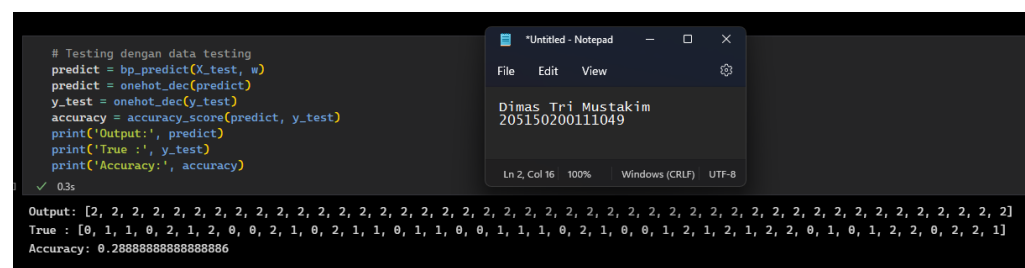 # Testing dengan data testing
predict = bp_predict(X_test, w)
predict = onehot_dec(predict)
y_test = onehot_dec(y_test)
accuracy = accuracy_score(predict, y_test)
print('Output:', predict)
print('True :', y_test)
print('Accuracy:', accuracy)
✓ 0.3s
*Untitled - Notepad
File Edit View
Dimas Tri Mustakim
205150200111049
Ln 2, Col 16 100% Windows (CRLF) UTF-8
Output: [2, 2, 2, 2, 2, 2, 2, 2, 2, 2, 2, 2, 2, 2, 2, 2, 2, 2, 2, 2, 2, 2, 2, 2, 2, 2, 2, 2, 2, 2, 2, 2, 2, 2, 2, 2, 2, 2, 2, 2, 2, 2, 2, 2, 2]
True : [0, 1, 1, 0, 2, 1, 2, 0, 0, 2, 1, 0, 2, 1, 1, 0, 1, 1, 0, 0, 1, 1, 1, 0, 2, 1, 0, 0, 1, 2, 1, 2, 1, 2, 2, 0, 1, 0, 1, 2, 2, 0, 2, 2, 1]
Accuracy: 0.28888888888888886